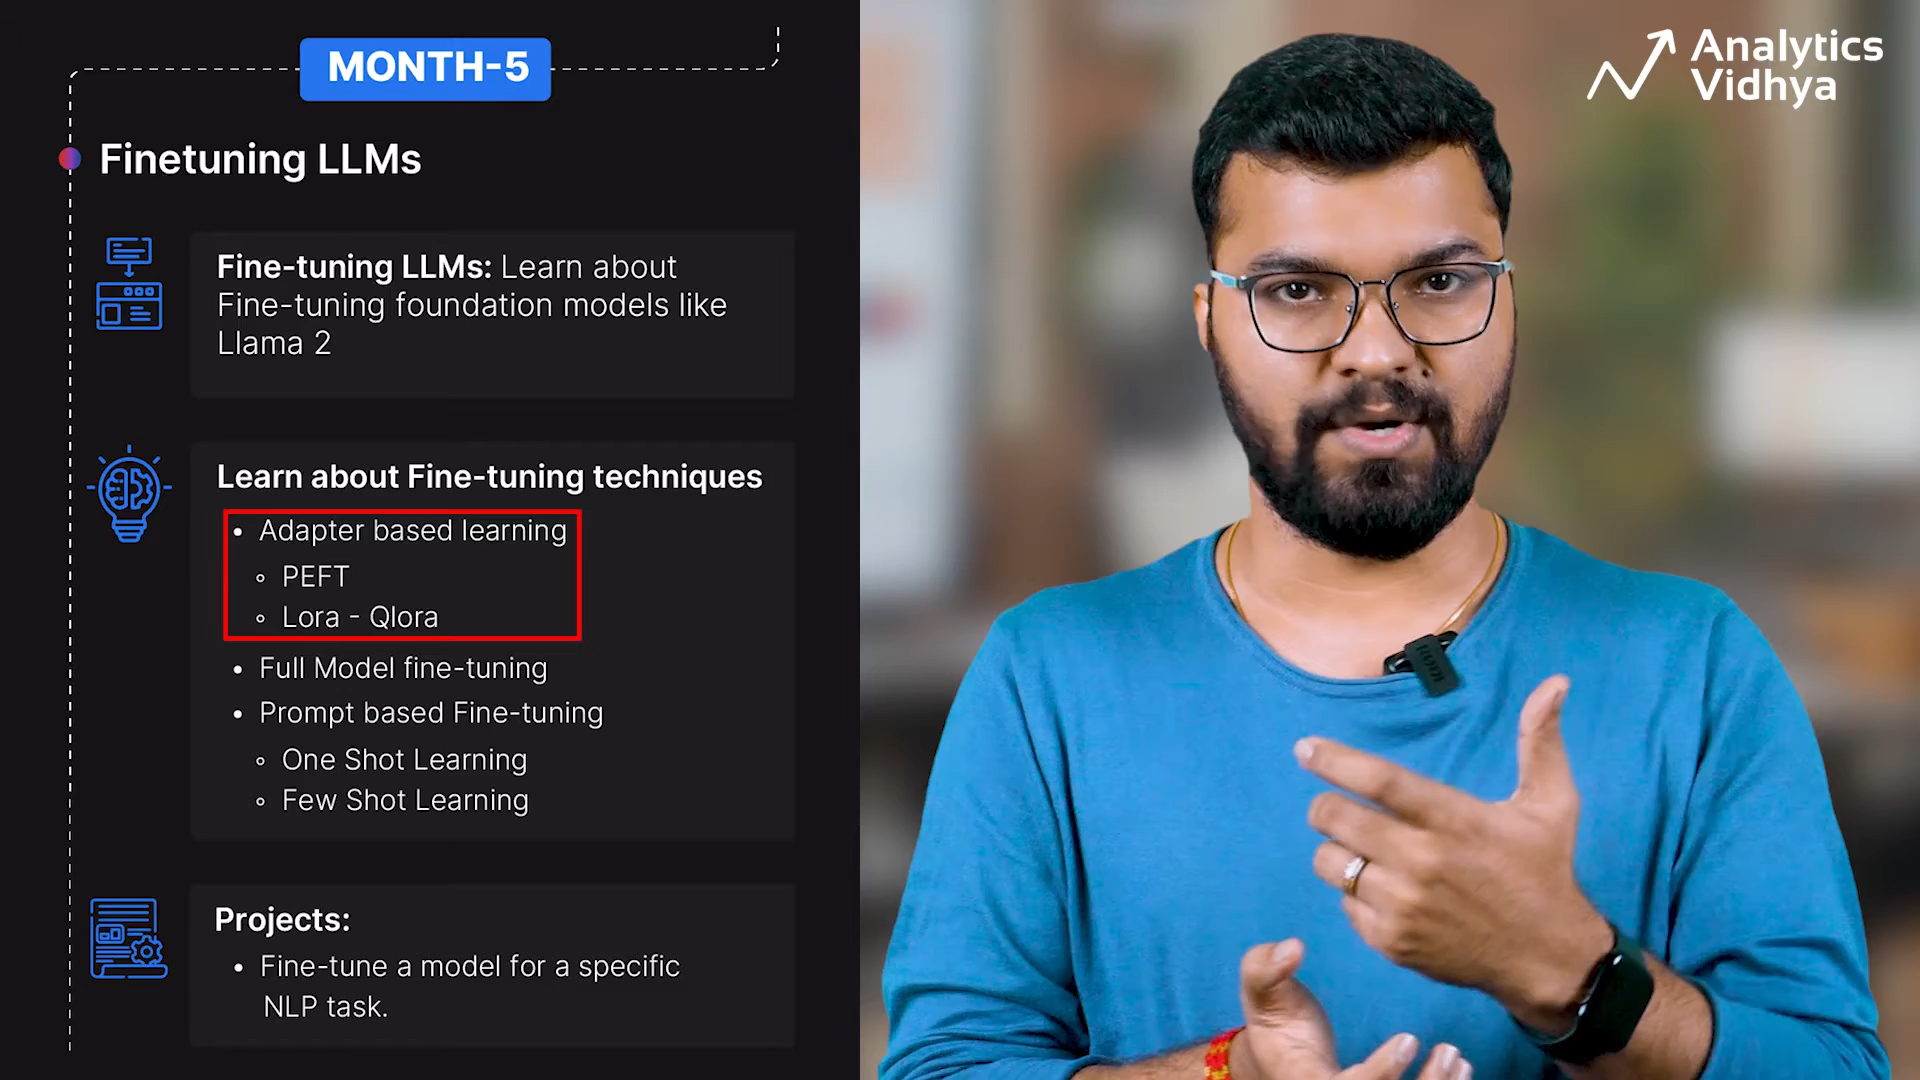 MONTH-5
Finetuning LLMs
Fine-tuning LLMs: Learn about
Fine-tuning foundation models like
Llama 2
Learn about Fine-tuning techniques
• Adapter based learning
◦ PEFT
◦ Lora - Qlora
• Full Model fine-tuning
• Prompt based Fine-tuning
◦ One Shot Learning
◦ Few Shot Learning
Projects:
• Fine-tune a model for a specific
NLP task.
Analytics
Vidhya